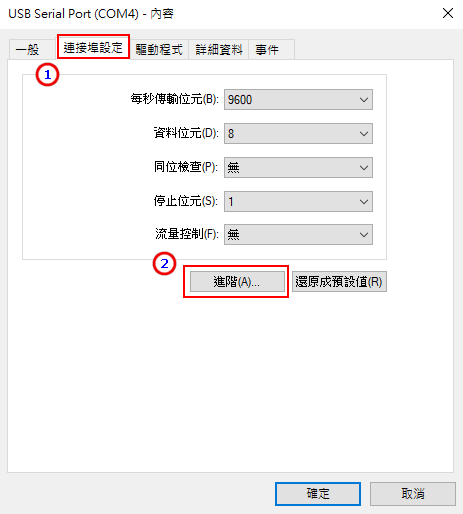 USB Serial Port (COM4) - 內容
一般 連接埠設定 驅動程式 詳細資料 事件
1
每秒傳輸位元(B): 9600
資料位元(D): 8
同位檢查(P): 無
停止位元(S): 1
流量控制(F): 無
2
進階(A)... 還原成預設值(R)
確定 取消